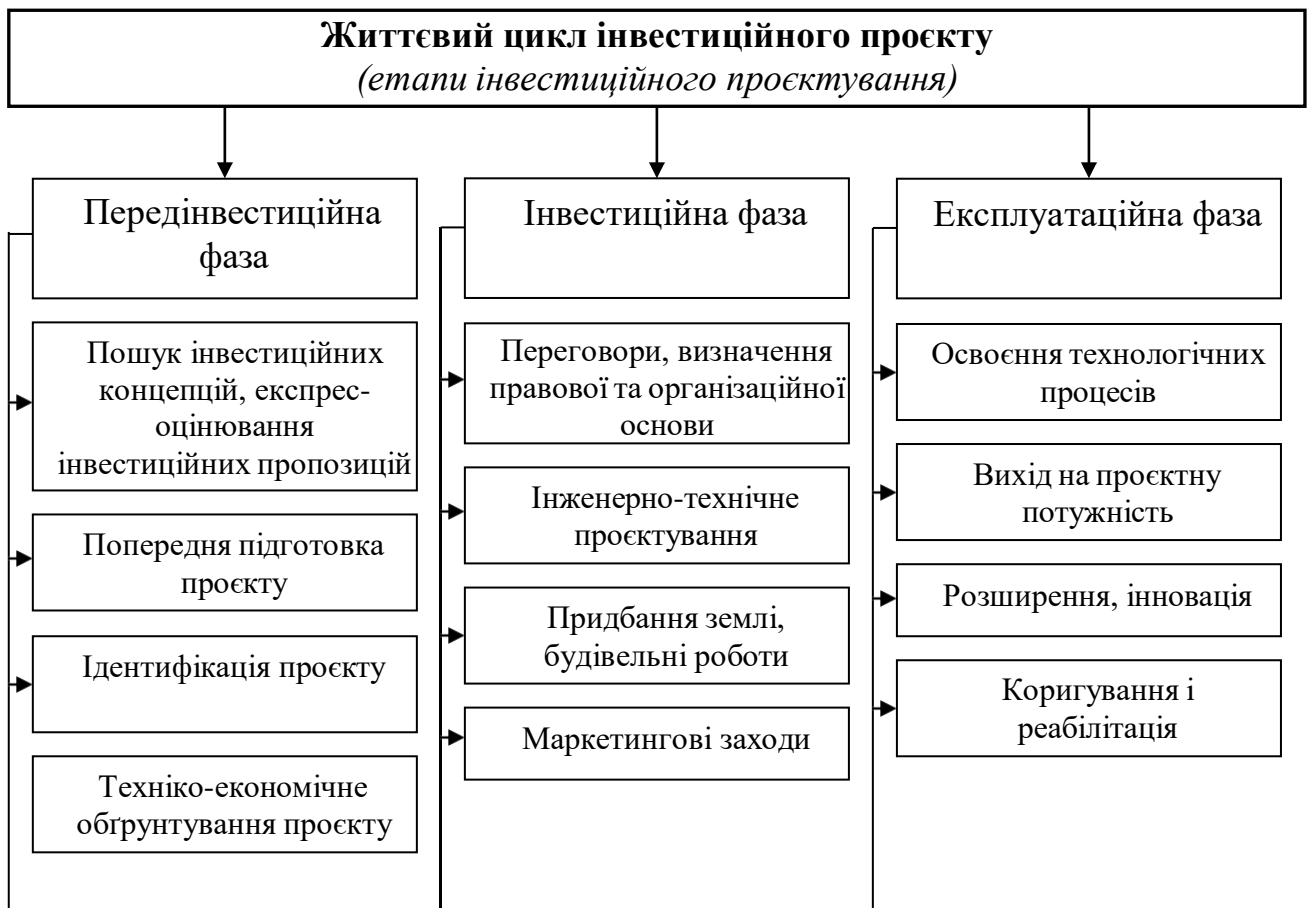 Життєвий цикл інвестиційного проєкту
(етапи інвестиційного проєктування)
Передінвестиційна
фаза
Пошук інвестиційних
концепцій, експрес-
оцінювання
інвестиційних пропозицій
Попередня підготовка
проєкту
Ідентифікація проєкту
Техніко-економічне
обґрунтування проєкту
Інвестиційна фаза
Переговори, визначення
правової та організаційної
основи
Інженерно-технічне
проєктування
Придбання землі,
будівельні роботи
Маркетингові заходи
Експлуатаційна фаза
Освоєння технологічних
процесів
Вихід на проєктну
потужність
Розширення, інновація
Коригування і
реабілітація